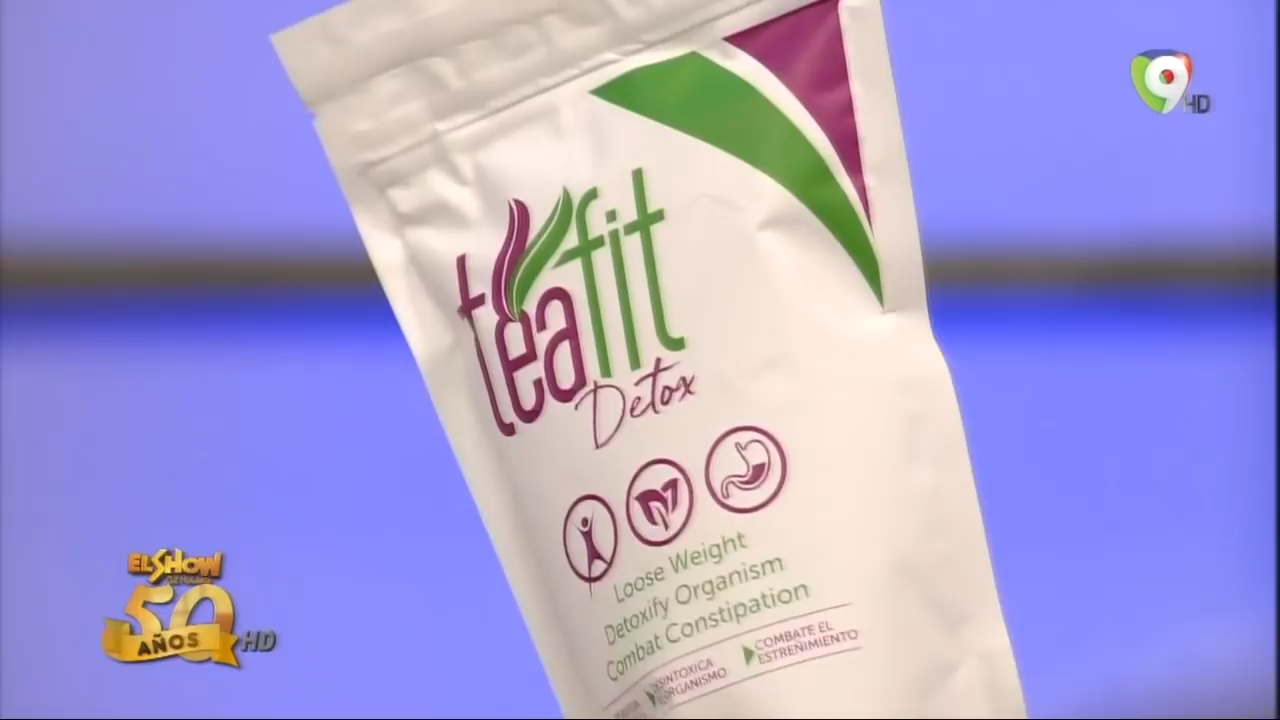 9
HD
teafit
Detox
Loose Weight
Detoxify Organism
Combat Constipation
COMBATE EL
ESTREÑIMIENTO
SINTOXICA
ORGANISMO
EL SHOW
50
AÑOS
HD